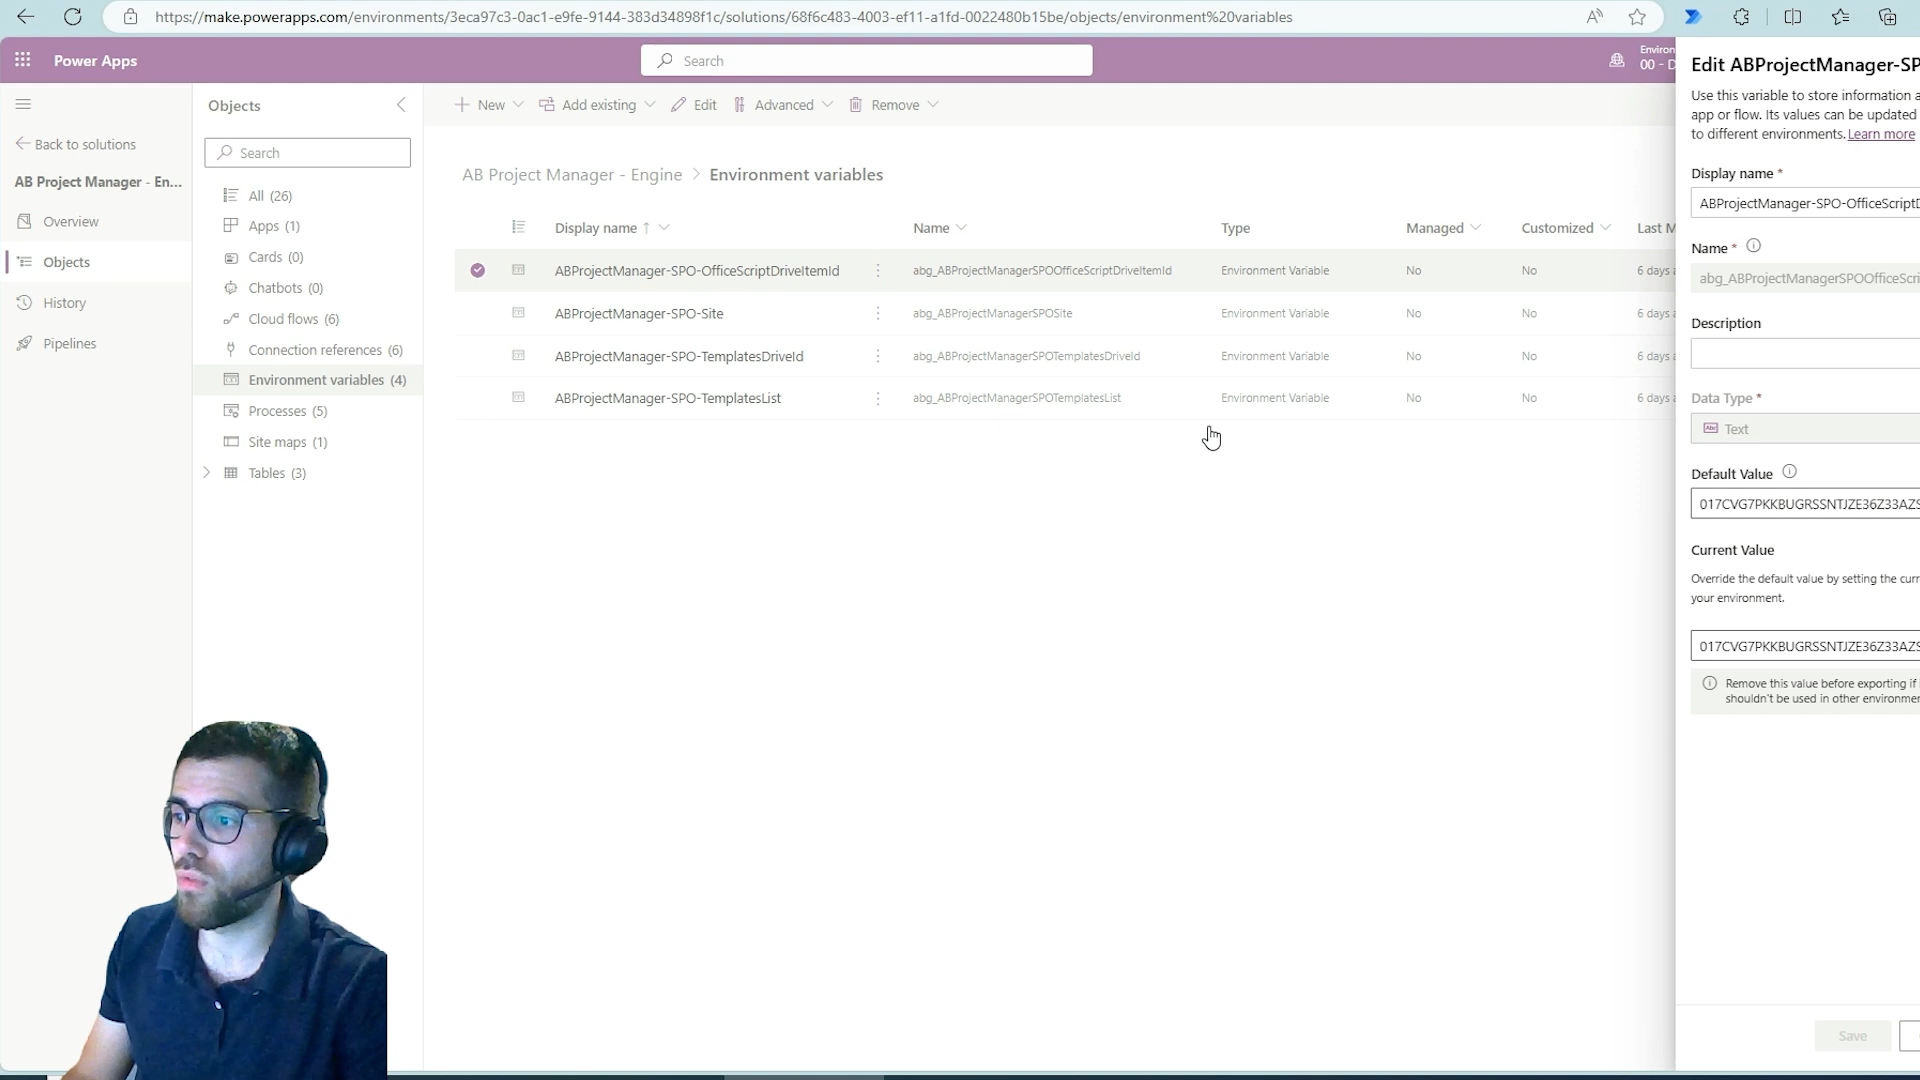 https://make.powerapps.com/environments/3eca97c3-0ac1-e9fe-9144-383d34898f1c/solutions/68f6c483-4003-ef11-a1fd-0022480b15be/objects/environment%20variables
Power Apps
Search
Environ
00 - D
Back to solutions
AB Project Manager - En...
Overview
Objects
History
Pipelines
Objects
Search
All (26)
Apps (1)
Cards (0)
Chatbots (0)
Cloud flows (6)
Connection references (6)
Environment variables (4)
Processes (5)
Site maps (1)
Tables (3)
New
Add existing
Edit
Advanced
Remove
AB Project Manager - Engine > Environment variables
Display name ↑ Name Type Managed Customized Last M
ABProjectManager-SPO-OfficeScriptDriveItemId abg_ABProjectManagerSPOOfficeScriptDriveItemId Environment Variable No No 6 days a
ABProjectManager-SPO-Site abg_ABProjectManagerSPOSite Environment Variable No No 6 days a
ABProjectManager-SPO-TemplatesDriveId abg_ABProjectManagerSPOTemplatesDriveId Environment Variable No No 6 days a
ABProjectManager-SPO-TemplatesList abg_ABProjectManagerSPOTemplatesList Environment Variable No No 6 days a
Edit ABProjectManager-SP
Use this variable to store information a
app or flow. Its values can be updated
to different environments. Learn more
Display name *
ABProjectManager-SPO-OfficeScriptD
Name *
abg_ABProjectManagerSPOOfficeScri
Description
Data Type *
Abc Text
Default Value
017CVG7PKKBUGRSSNTJZE36Z33AZS
Current Value
Override the default value by setting the curr
your environment.
017CVG7PKKBUGRSSNTJZE36Z33AZS
Remove this value before exporting if i
shouldn't be used in other environmen
Save